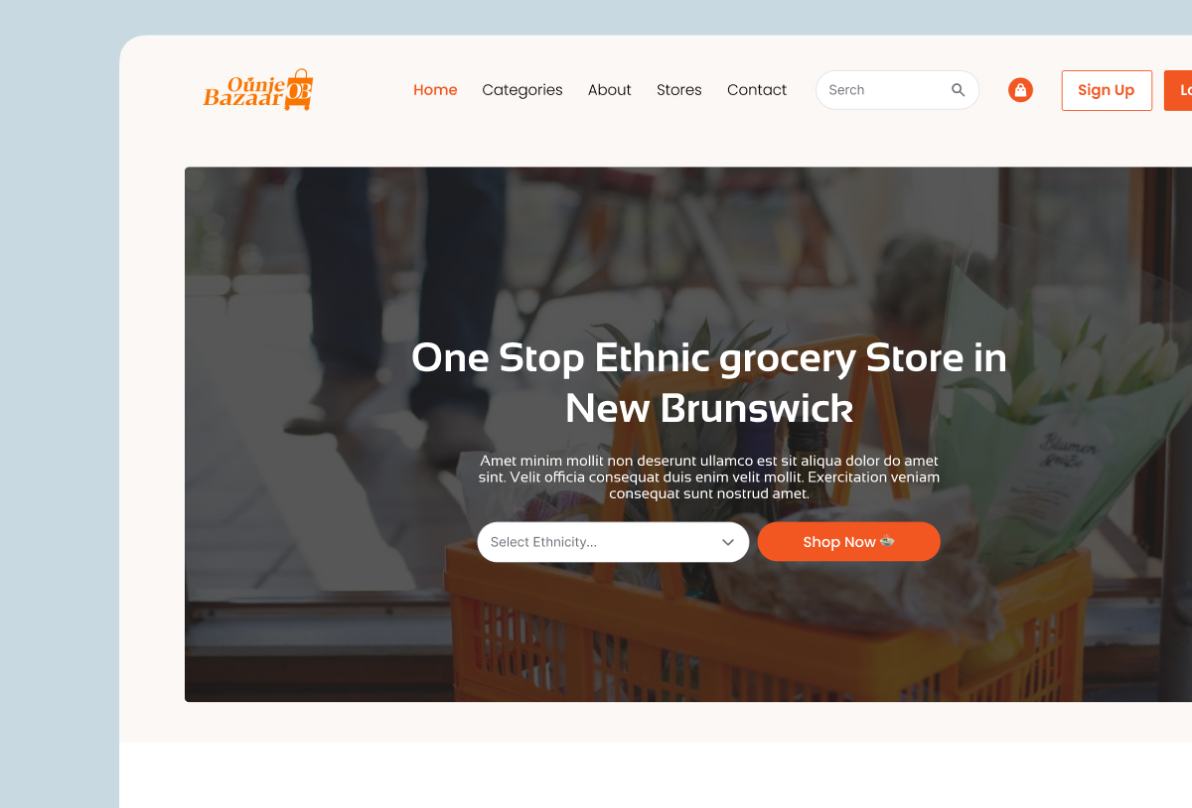 Oúnje
Bazaar OB
Home Categories About Stores Contact Serch Sign Up
One Stop Ethnic grocery Store in
New Brunswick
Amet minim mollit non deserunt ullamco est sit aliqua dolor do amet
sint. Velit officia consequat duis enim velit mollit. Exercitation veniam
consequat sunt nostrud amet.
Select Ethnicity... Shop Now
Blumen